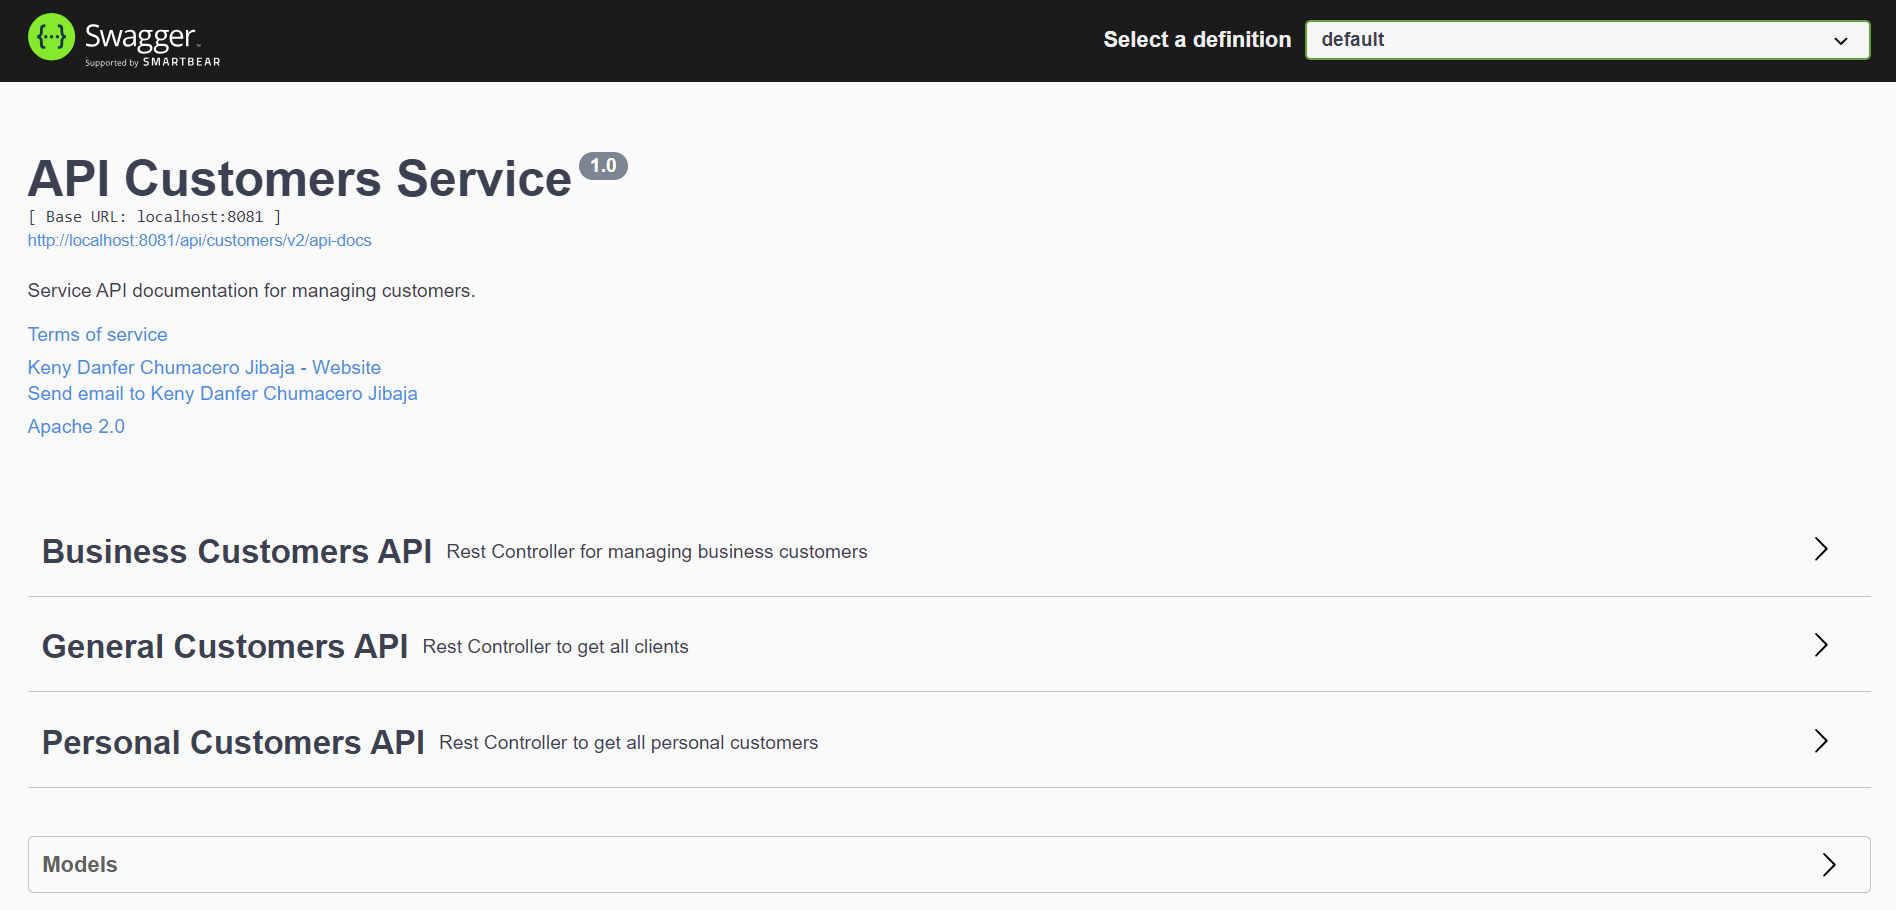 Swagger™
Supported by SMARTBEAR
Select a definition default
API Customers Service 1.0
[ Base URL: localhost:8081 ]
http://localhost:8081/api/customers/v2/api-docs
Service API documentation for managing customers.
Terms of service
Keny Danfer Chumacero Jibaja - Website
Send email to Keny Danfer Chumacero Jibaja
Apache 2.0
Business Customers API Rest Controller for managing business customers
General Customers API Rest Controller to get all clients
Personal Customers API Rest Controller to get all personal customers
Models